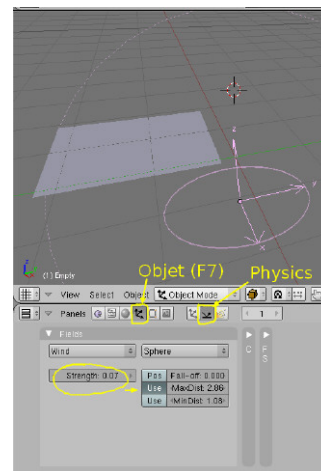 z
y
x
z
(1) Empty
Objet (F7)
Physics
View Select Object Object Mode
Panels 1
Fields
Wind Sphere C F
Strength: 0.07 Pos Fall-off: 0.000 S
Use MaxDist: 2.86
Use MinDist: 1.08